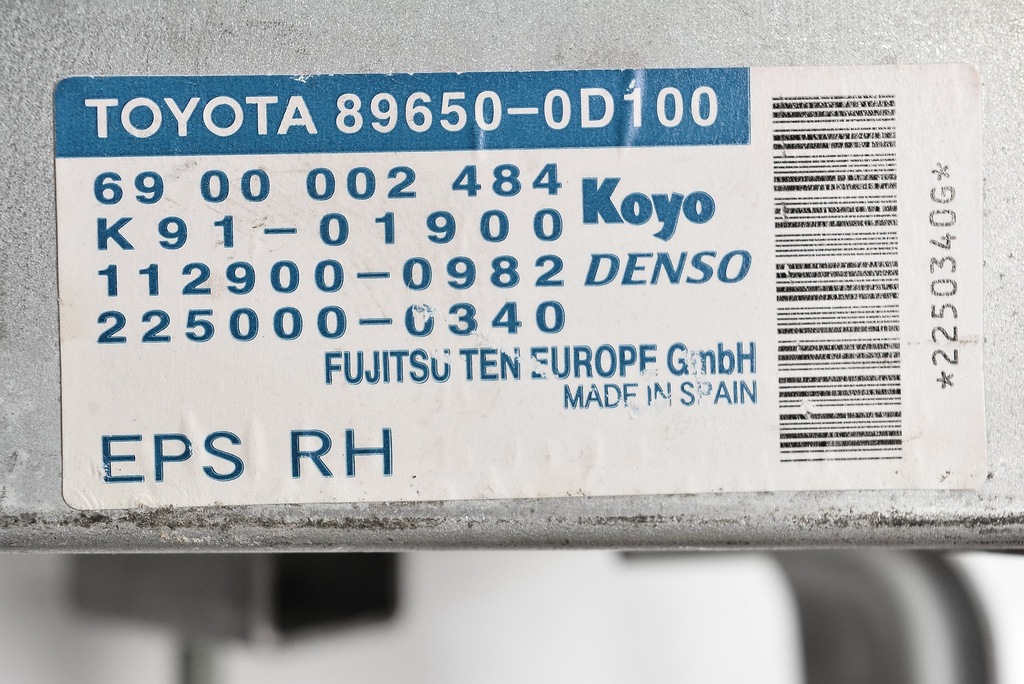 TOYOTA 89650-0D100
69 00 002 484
K91-01900
Koyo
112900-0982
DENSO
225000-0340
FUJITSU TEN EUROPE GmbH
MADE IN SPAIN
EPS RH
*2250340G*